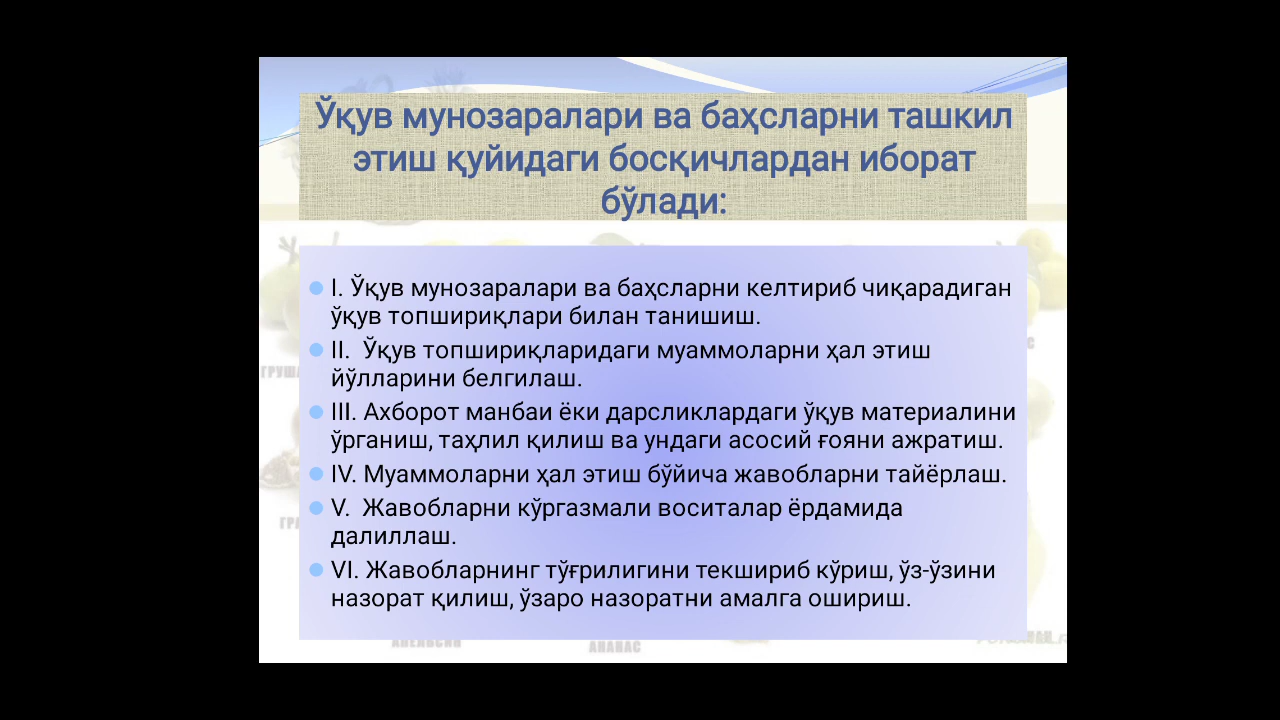 Ўқув мунозаралари ва баҳсларни ташкил
этиш қуйидаги босқичлардан иборат
бўлади:
I. Ўқув мунозаралари ва баҳсларни келтириб чиқарадиган
ўқув топшириқлари билан танишиш.
II. Ўқув топшириқларидаги муаммоларни ҳал этиш
йўлларини белгилаш.
III. Ахборот манбаи ёки дарсликлардаги ўқув материалини
ўрганиш, таҳлил қилиш ва ундаги асосий ғояни ажратиш.
IV. Муаммоларни ҳал этиш бўйича жавобларни тайёрлаш.
V. Жавобларни кўргазмали воситалар ёрдамида
далиллаш.
VI. Жавобларнинг тўғрилигини текшириб кўриш, ўз-ўзини
назорат қилиш, ўзаро назоратни амалга ошириш.
АПЕЛЬСИН
АНАНАС